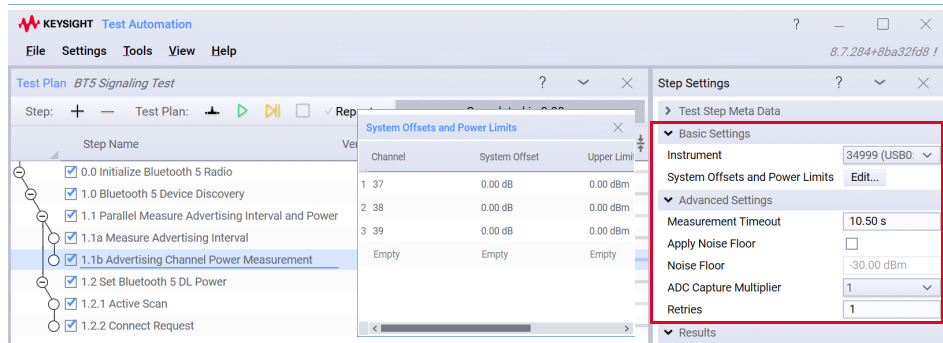 KEYSIGHT Test Automation
File Settings Tools View Help
8.7.284+8ba32fd8 !
Test Plan BT5 Signaling Test
Step: Test Plan:
Step Name
0.0 Initialize Bluetooth 5 Radio
1.0 Bluetooth 5 Device Discovery
1.1 Parallel Measure Advertising Interval and Power
1.1a Measure Advertising Interval
1.1b Advertising Channel Power Measurement
1.2 Set Bluetooth 5 DL Power
1.2.1 Active Scan
1.2.2 Connect Request
System Offsets and Power Limits
Channel System Offset Upper Limit
1 37 0.00 dB 0.00 dBm
2 38 0.00 dB 0.00 dBm
3 39 0.00 dB 0.00 dBm
Empty Empty Empty
Step Settings
Test Step Meta Data
Basic Settings
Instrument 34999 (USB0:
System Offsets and Power Limits Edit...
Advanced Settings
Measurement Timeout 10.50 s
Apply Noise Floor
Noise Floor -30.00 dBm
ADC Capture Multiplier 1
Retries 1
Results